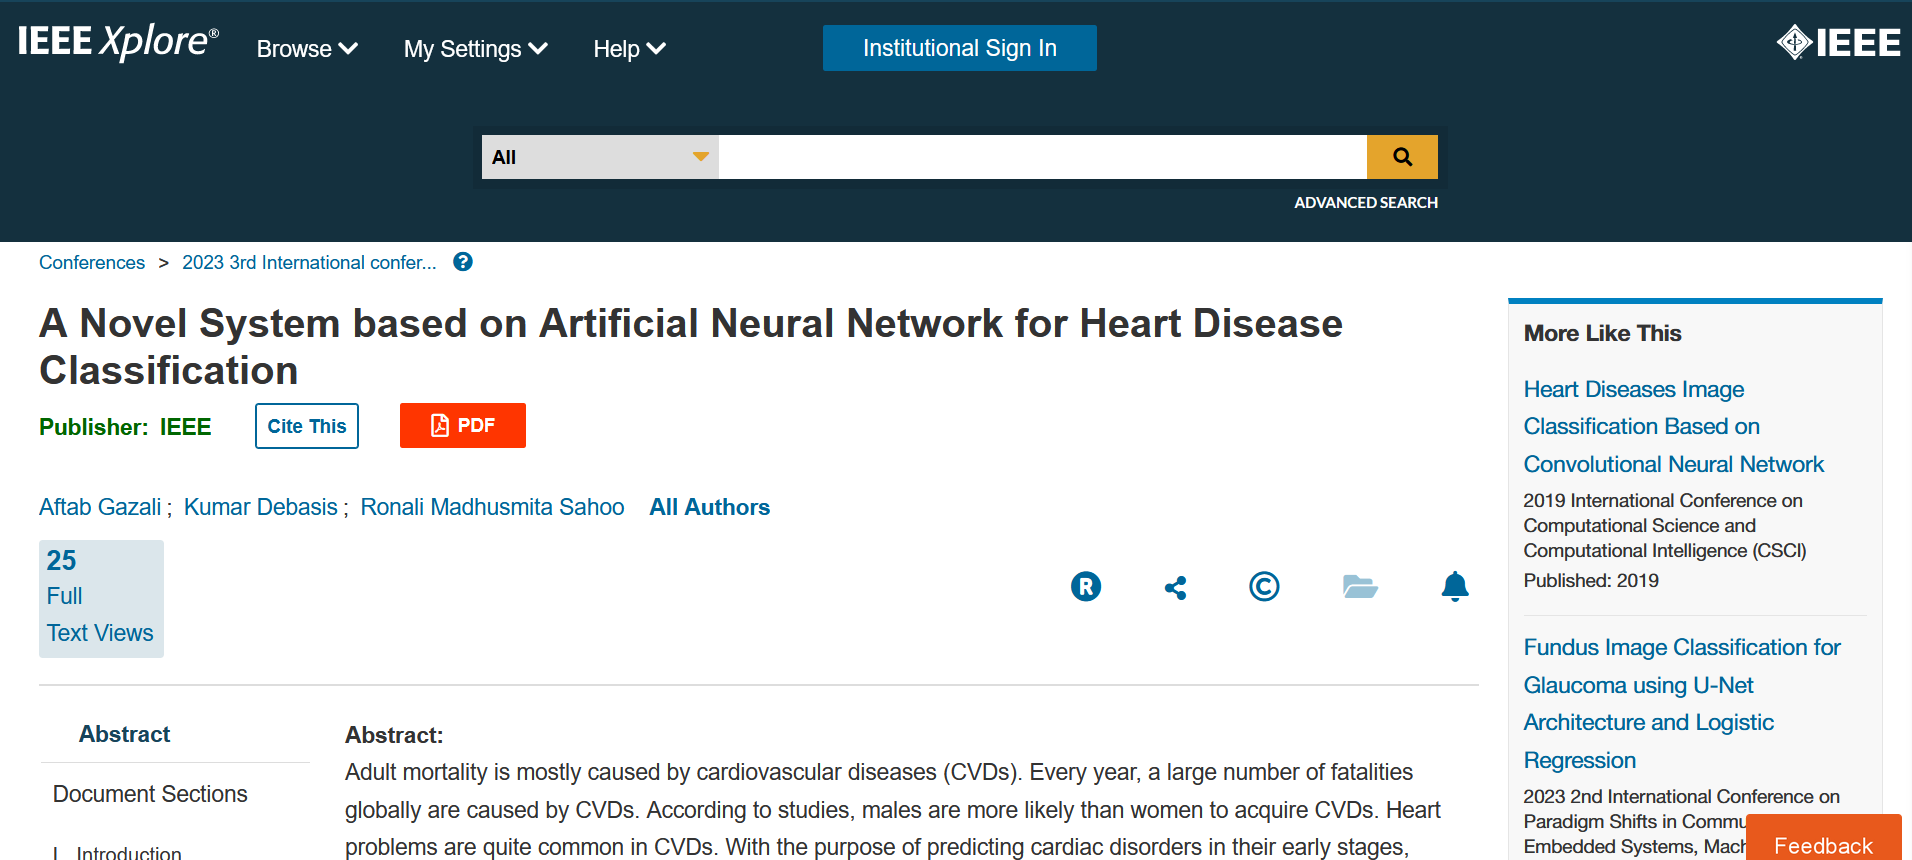 IEEE Xplore®
Browse
My Settings
Help
Institutional Sign In
IEEE
All
ADVANCED SEARCH
Conferences > 2023 3rd International confer... ?
A Novel System based on Artificial Neural Network for Heart Disease
Classification
Publisher: IEEE
Cite This
PDF
Aftab Gazali ; Kumar Debasis ; Ronali Madhusmita Sahoo All Authors
25
Full
Text Views
R
©
Abstract
Document Sections
I. Introduction
Abstract:
Adult mortality is mostly caused by cardiovascular diseases (CVDs). Every year, a large number of fatalities
globally are caused by CVDs. According to studies, males are more likely than women to acquire CVDs. Heart
problems are quite common in CVDs. With the purpose of predicting cardiac disorders in their early stages,
More Like This
Heart Diseases Image
Classification Based on
Convolutional Neural Network
2019 International Conference on
Computational Science and
Computational Intelligence (CSCI)
Published: 2019
Fundus Image Classification for
Glaucoma using U-Net
Architecture and Logistic
Regression
2023 2nd International Conference on
Paradigm Shifts in Commu
Embedded Systems, Mach
Feedback